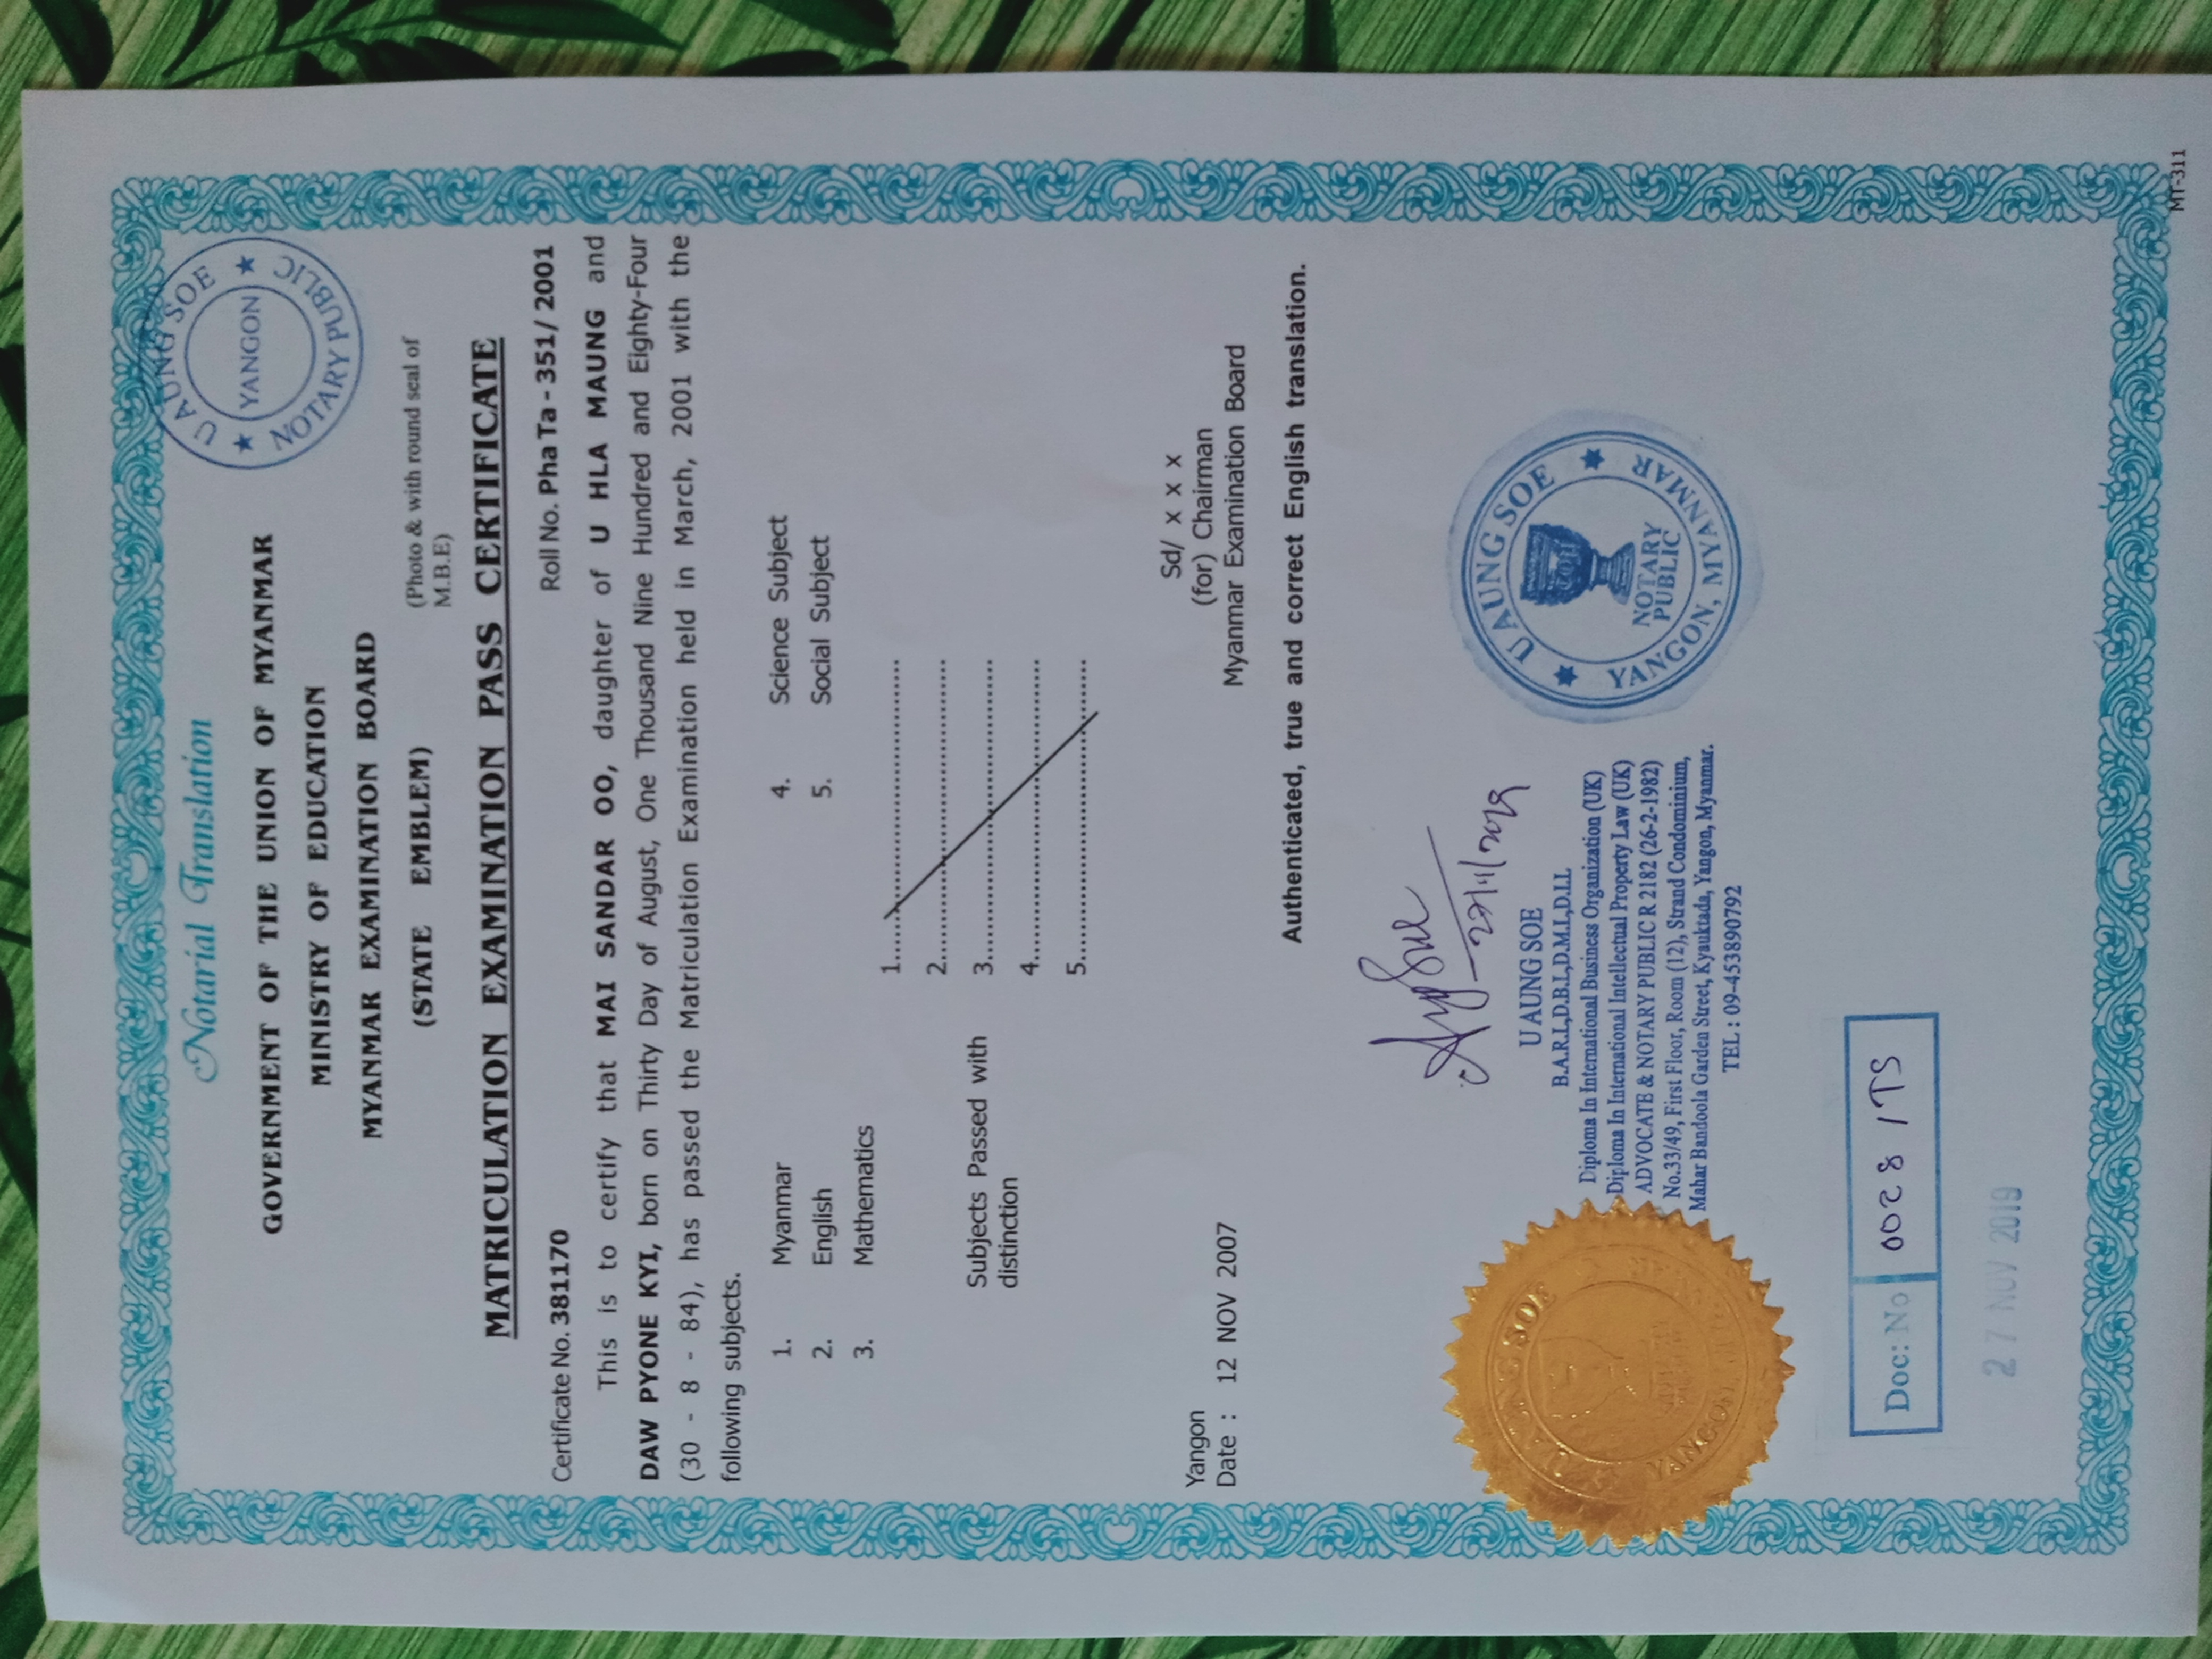 Notarial Translation
U AUNG SOE
YANGON
NOTARY PUBLIC
GOVERNMENT OF THE UNION OF MYANMAR
MINISTRY OF EDUCATION
MYANMAR EXAMINATION BOARD
(STATE EMBLEM)
(Photo & with round seal of
M.B.E)
MATRICULATION EXAMINATION PASS CERTIFICATE
Certificate No. 381170 Roll No. Pha Ta - 351/ 2001
This is to certify that MAI SANDAR OO, daughter of U HLA MAUNG and
DAW PYONE KYI, born on Thirty Day of August, One Thousand Nine Hundred and Eighty-Four
(30 - 8 - 84), has passed the Matriculation Examination held in March, 2001 with the
following subjects.
1. Myanmar 4. Science Subject
2. English 5. Social Subject
3. Mathematics
Subjects Passed with
distinction
1..............................
2..............................
3..............................
4..............................
5..............................
Sd/ x x x
(for) Chairman
Myanmar Examination Board
Yangon
Date : 12 NOV 2007
Authenticated, true and correct English translation.
U AUNG SOE
B.A.R.L,D.B.L,D.M.L,D.I.L
Diploma In International Business Organization (UK)
Diploma In International Intellectual Property Law (UK)
ADVOCATE & NOTARY PUBLIC R 2182 (26-2-1982)
No.33/49, First Floor, Room (12), Strand Condominium,
Mahar Bandoola Garden Street, Kyauktada, Yangon, Myanmar.
TEL : 09-453890792
U AUNG SOE
NOTARY
PUBLIC
YANGON, MYANMAR
U AUNG SOE
YANGON
Doc: No 0028 / TS
27 NOV 2019
MT-311